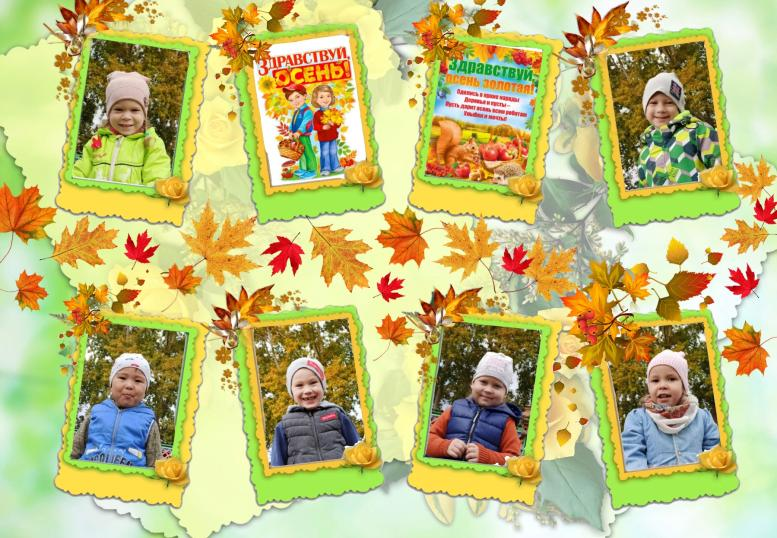 ЗДРАВСТВУЙ,
ОСЕНЬ!
Здравствуй,
осень золотая!
Оделись в яркие наряды
Деревья и кусты –
Пусть дарит осень всем ребятам
Улыбки и мечты!